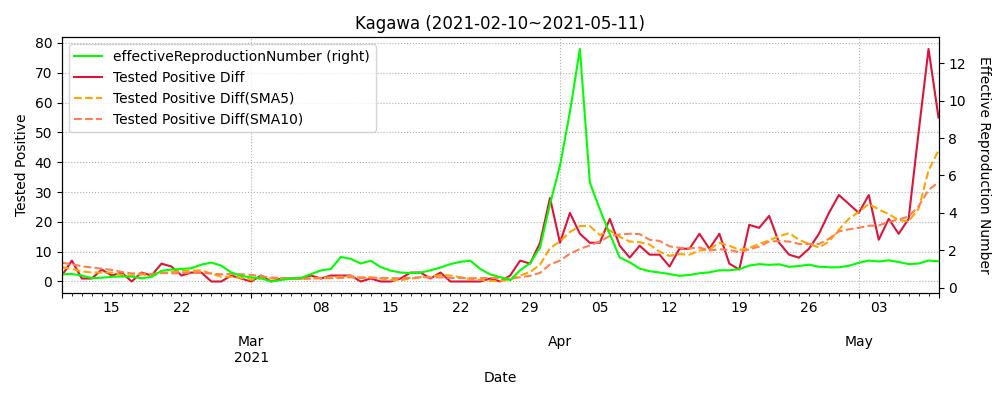 Kagawa (2021-02-10~2021-05-11)
effectiveReproductionNumber (right)
Tested Positive Diff
Tested Positive Diff(SMA5)
Tested Positive Diff(SMA10)
Tested Positive
80
70
60
50
40
30
20
10
0
Effective Reproduction Number
12
10
8
6
4
2
0
15 22 08 15 22 29 05 12 19 26 03
Mar Apr May
2021
Date